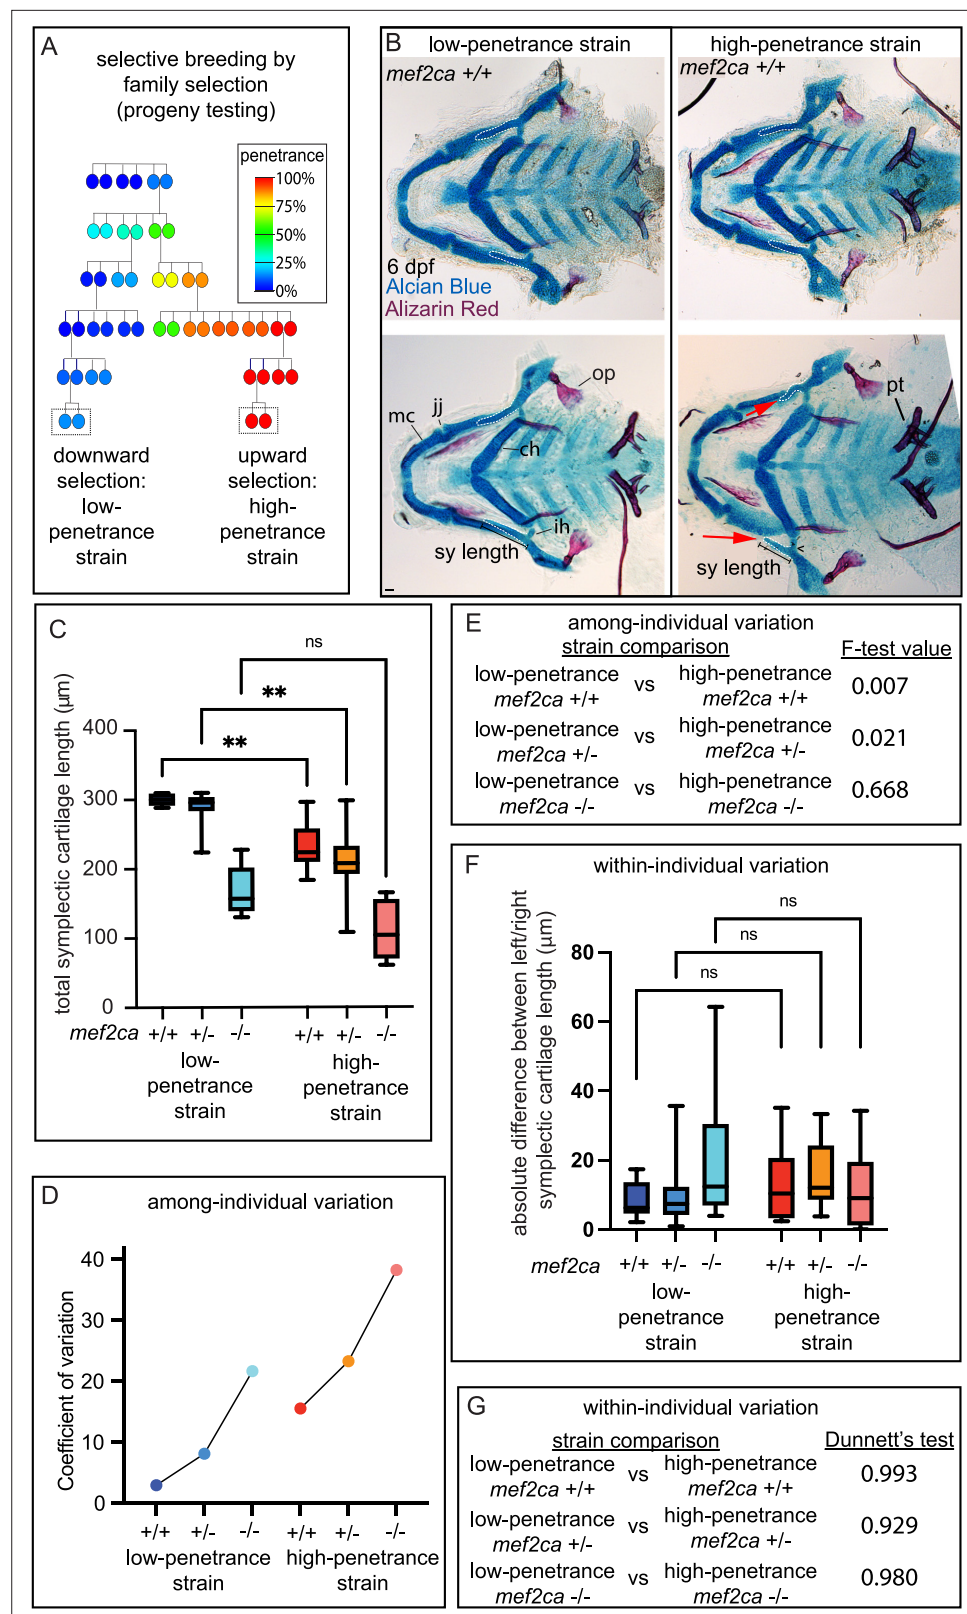 A
selective breeding by
family selection
(progeny testing)
penetrance
100%
75%
50%
25%
0%
downward
selection:
low-
penetrance
strain
upward
selection:
high-
penetrance
strain
B
low-penetrance strain
high-penetrance strain
mef2ca +/+
mef2ca +/+
6 dpf
Alcian Blue
Alizarin Red
op
mc
jj
ch
ih
sy length
pt
sy length
C
ns
**
**
total symplectic cartilage length (μm)
400
300
200
100
0
mef2ca +/+ +/- -/- +/+ +/- -/-
low-
penetrance
strain
high-
penetrance
strain
D
among-individual variation
Coefficient of variation
40
30
20
10
0
+/+ +/- -/- +/+ +/- -/-
low-penetrance
strain
high-penetrance
strain
E
among-individual variation
strain comparison
F-test value
low-penetrance vs high-penetrance
mef2ca +/+ mef2ca +/+
0.007
low-penetrance vs high-penetrance
mef2ca +/- mef2ca +/-
0.021
low-penetrance vs high-penetrance
mef2ca -/- mef2ca -/-
0.668
F
within-individual variation
ns
ns
ns
absolute difference between left/right
symplectic cartilage length (μm)
80
60
40
20
0
mef2ca +/+ +/- -/- +/+ +/- -/-
low-
penetrance
strain
high-
penetrance
strain
G
within-individual variation
strain comparison
Dunnett's test
low-penetrance vs high-penetrance
mef2ca +/+ mef2ca +/+
0.993
low-penetrance vs high-penetrance
mef2ca +/- mef2ca +/-
0.929
low-penetrance vs high-penetrance
mef2ca -/- mef2ca -/-
0.980